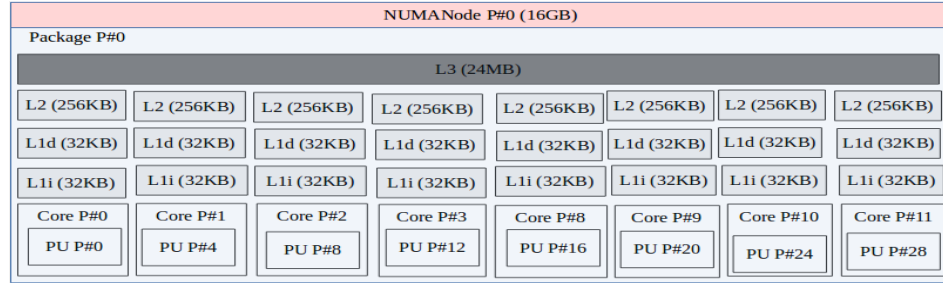 NUMANode P#0 (16GB)
Package P#0
L3 (24MB)
L2 (256KB) L2 (256KB) L2 (256KB) L2 (256KB) L2 (256KB) L2 (256KB) L2 (256KB) L2 (256KB)
L1d (32KB) L1d (32KB) L1d (32KB) L1d (32KB) L1d (32KB) L1d (32KB) L1d (32KB) L1d (32KB)
L1i (32KB) L1i (32KB) L1i (32KB) L1i (32KB) L1i (32KB) L1i (32KB) L1i (32KB) L1i (32KB)
Core P#0 Core P#1 Core P#2 Core P#3 Core P#8 Core P#9 Core P#10 Core P#11
PU P#0 PU P#4 PU P#8 PU P#12 PU P#16 PU P#20 PU P#24 PU P#28